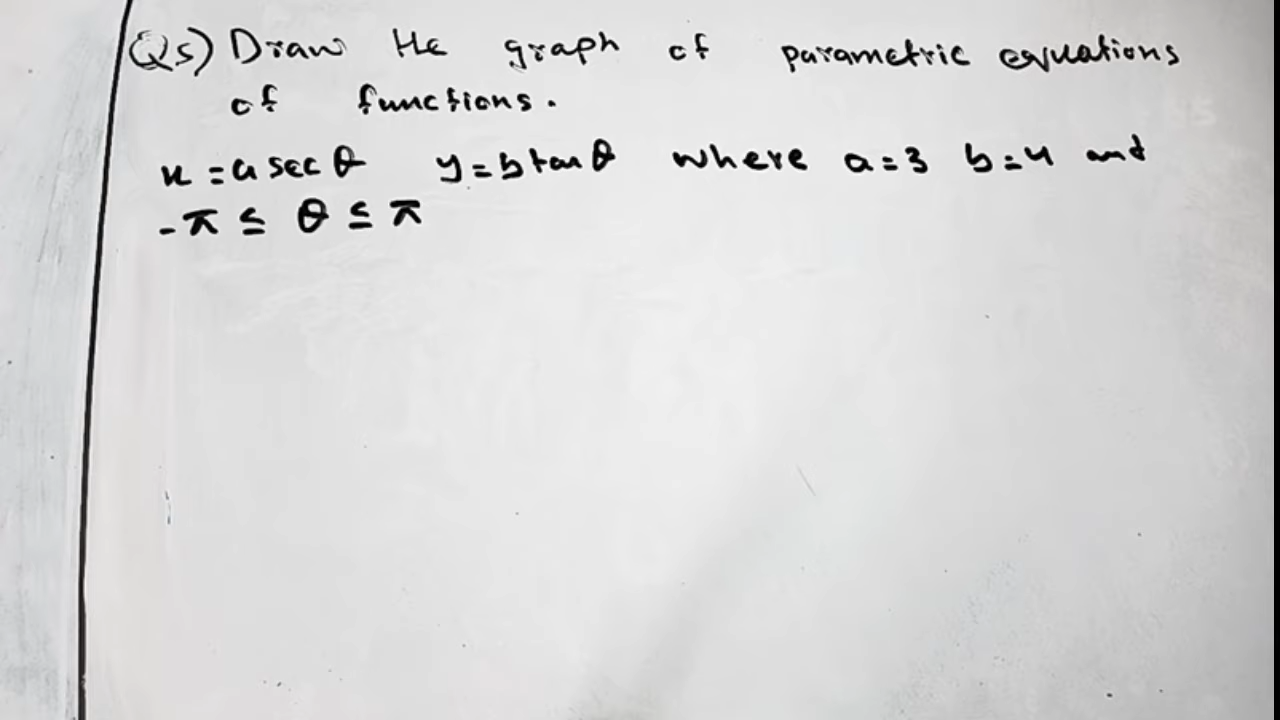 Q5) Draw the graph of parametric equations
of functions.
x = a sec θ y = b tan θ where a = 3 b = 4 and
-π ≤ θ ≤ π